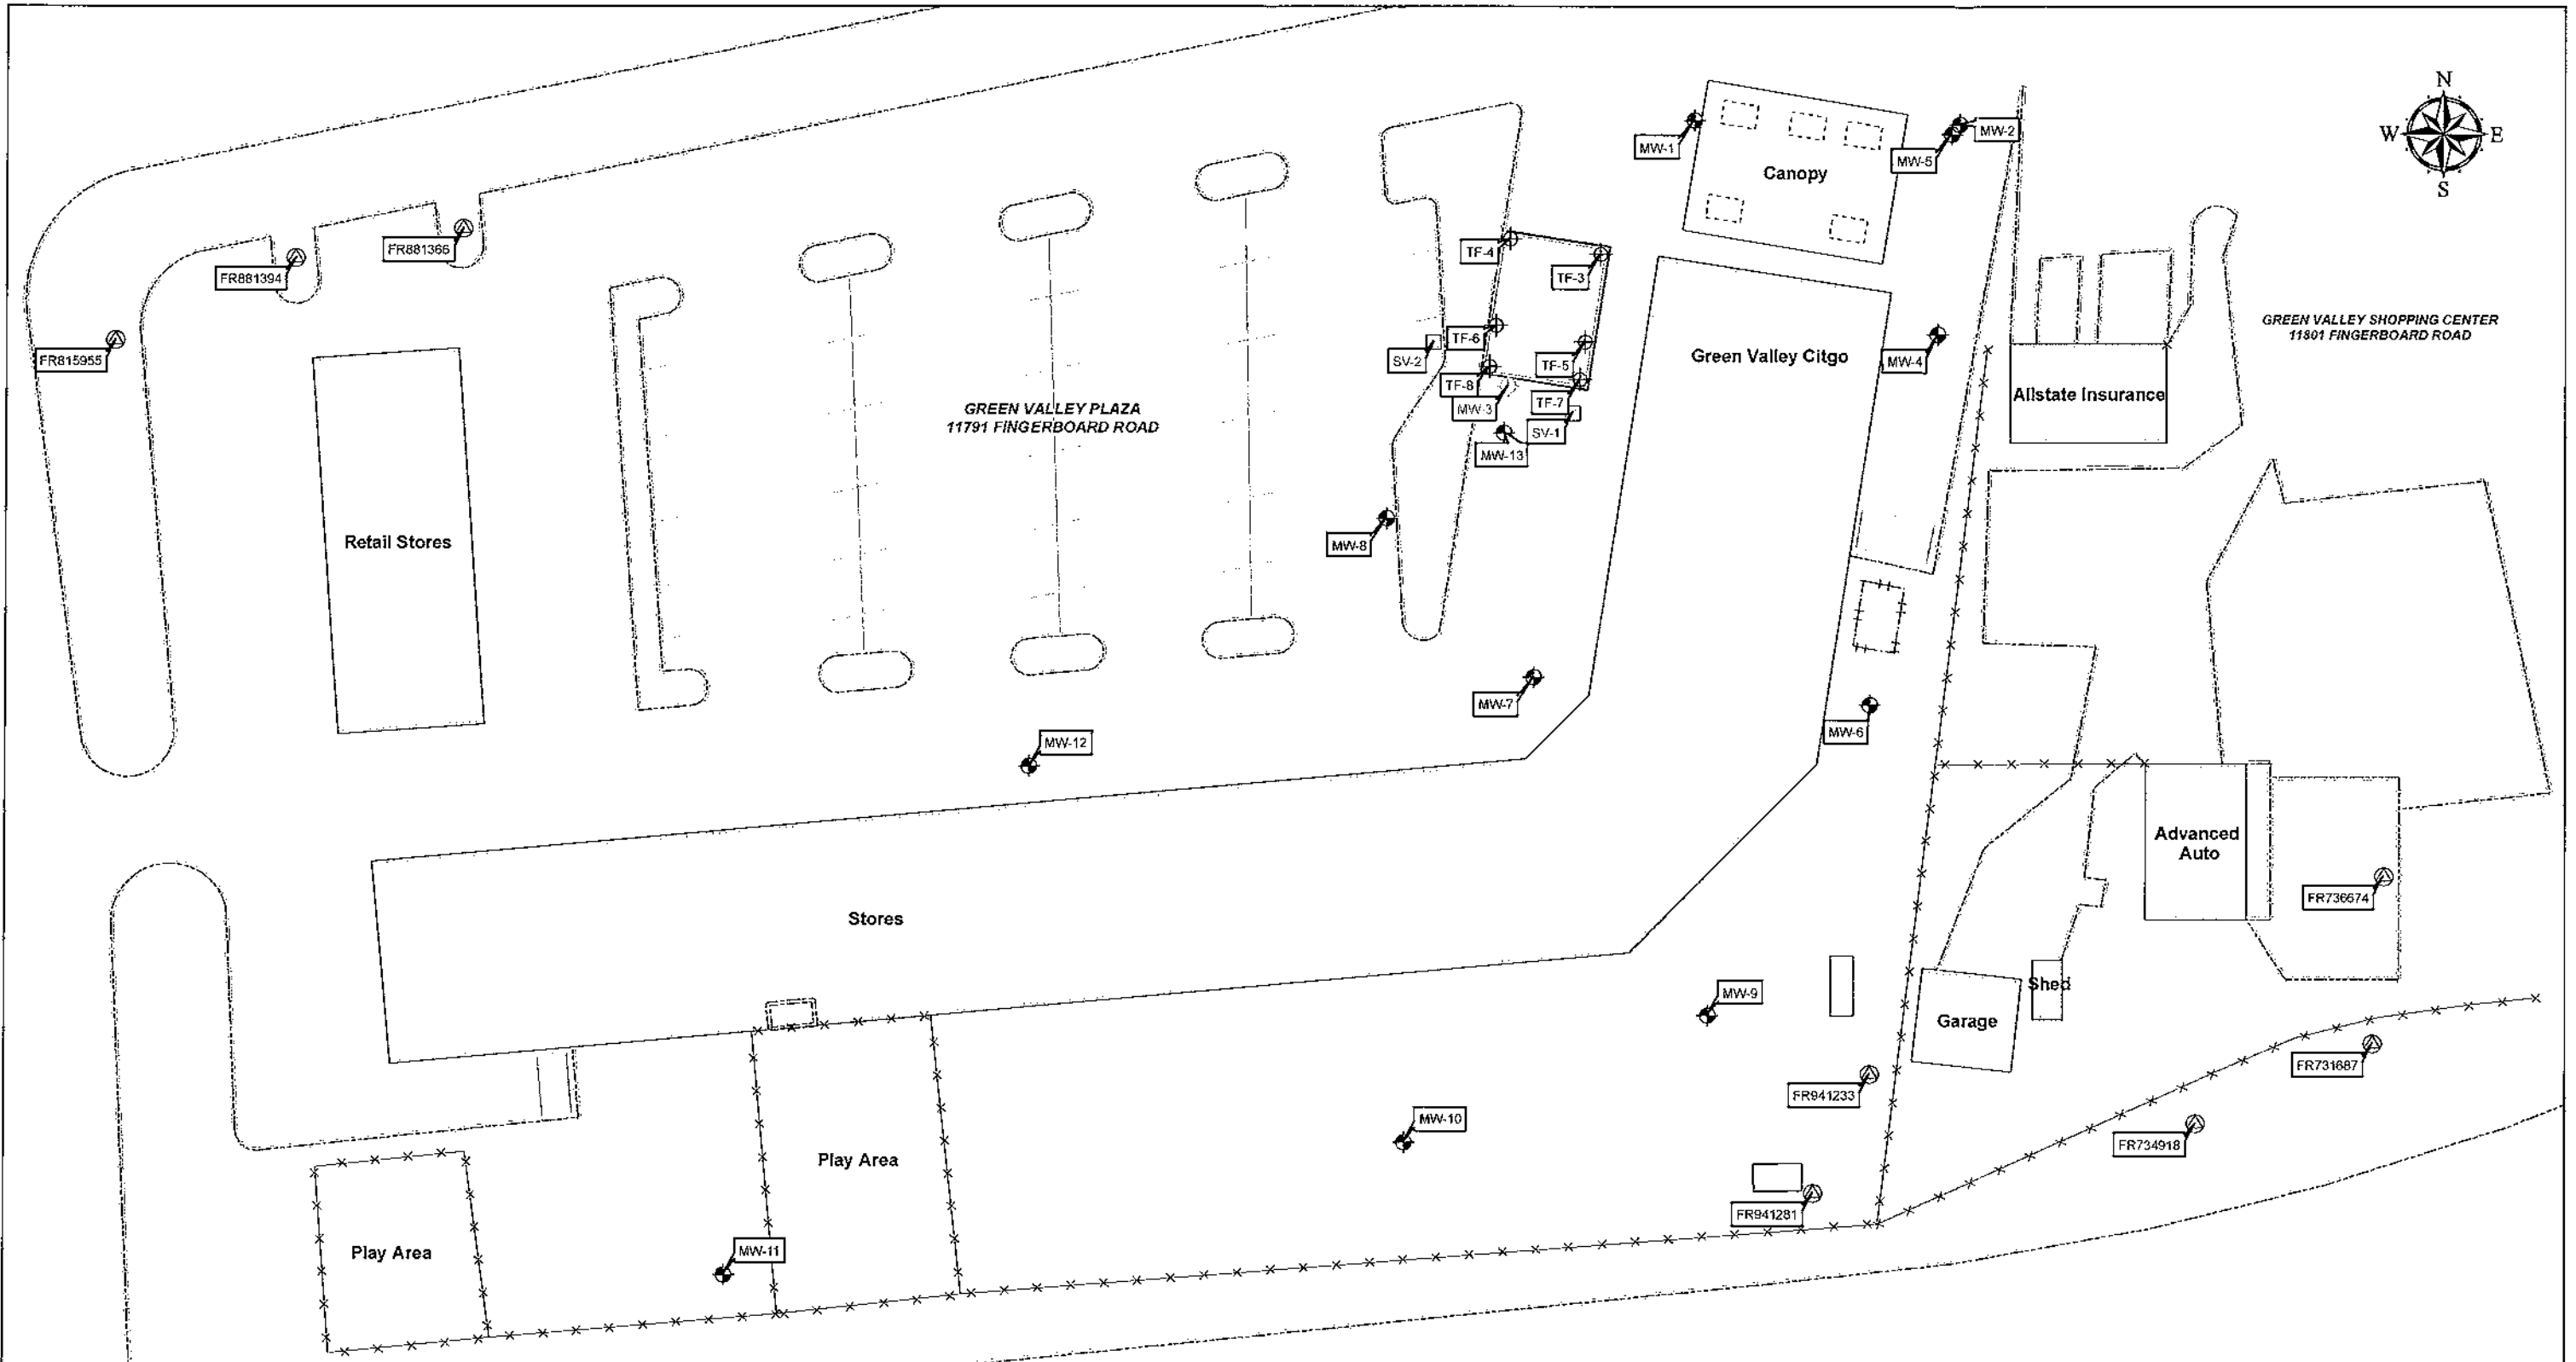 N
W
E
S
MW-1
Canopy
MW-2
MW-5
FR881366
FR881394
FR815955
TF-4
TF-3
TF-6
TF-5
SV-2
TF-8
TF-7
MW-3
SV-1
MW-13
MW-4
Green Valley Citgo
GREEN VALLEY SHOPPING CENTER
11801 FINGERBOARD ROAD
Allstate Insurance
GREEN VALLEY PLAZA
11791 FINGERBOARD ROAD
Retail Stores
MW-8
MW-7
MW-6
MW-12
Advanced
Auto
FR736674
Stores
Shed
MW-9
Garage
FR731687
FR941233
MW-10
FR734918
Play Area
FR941281
MW-11
Play Area